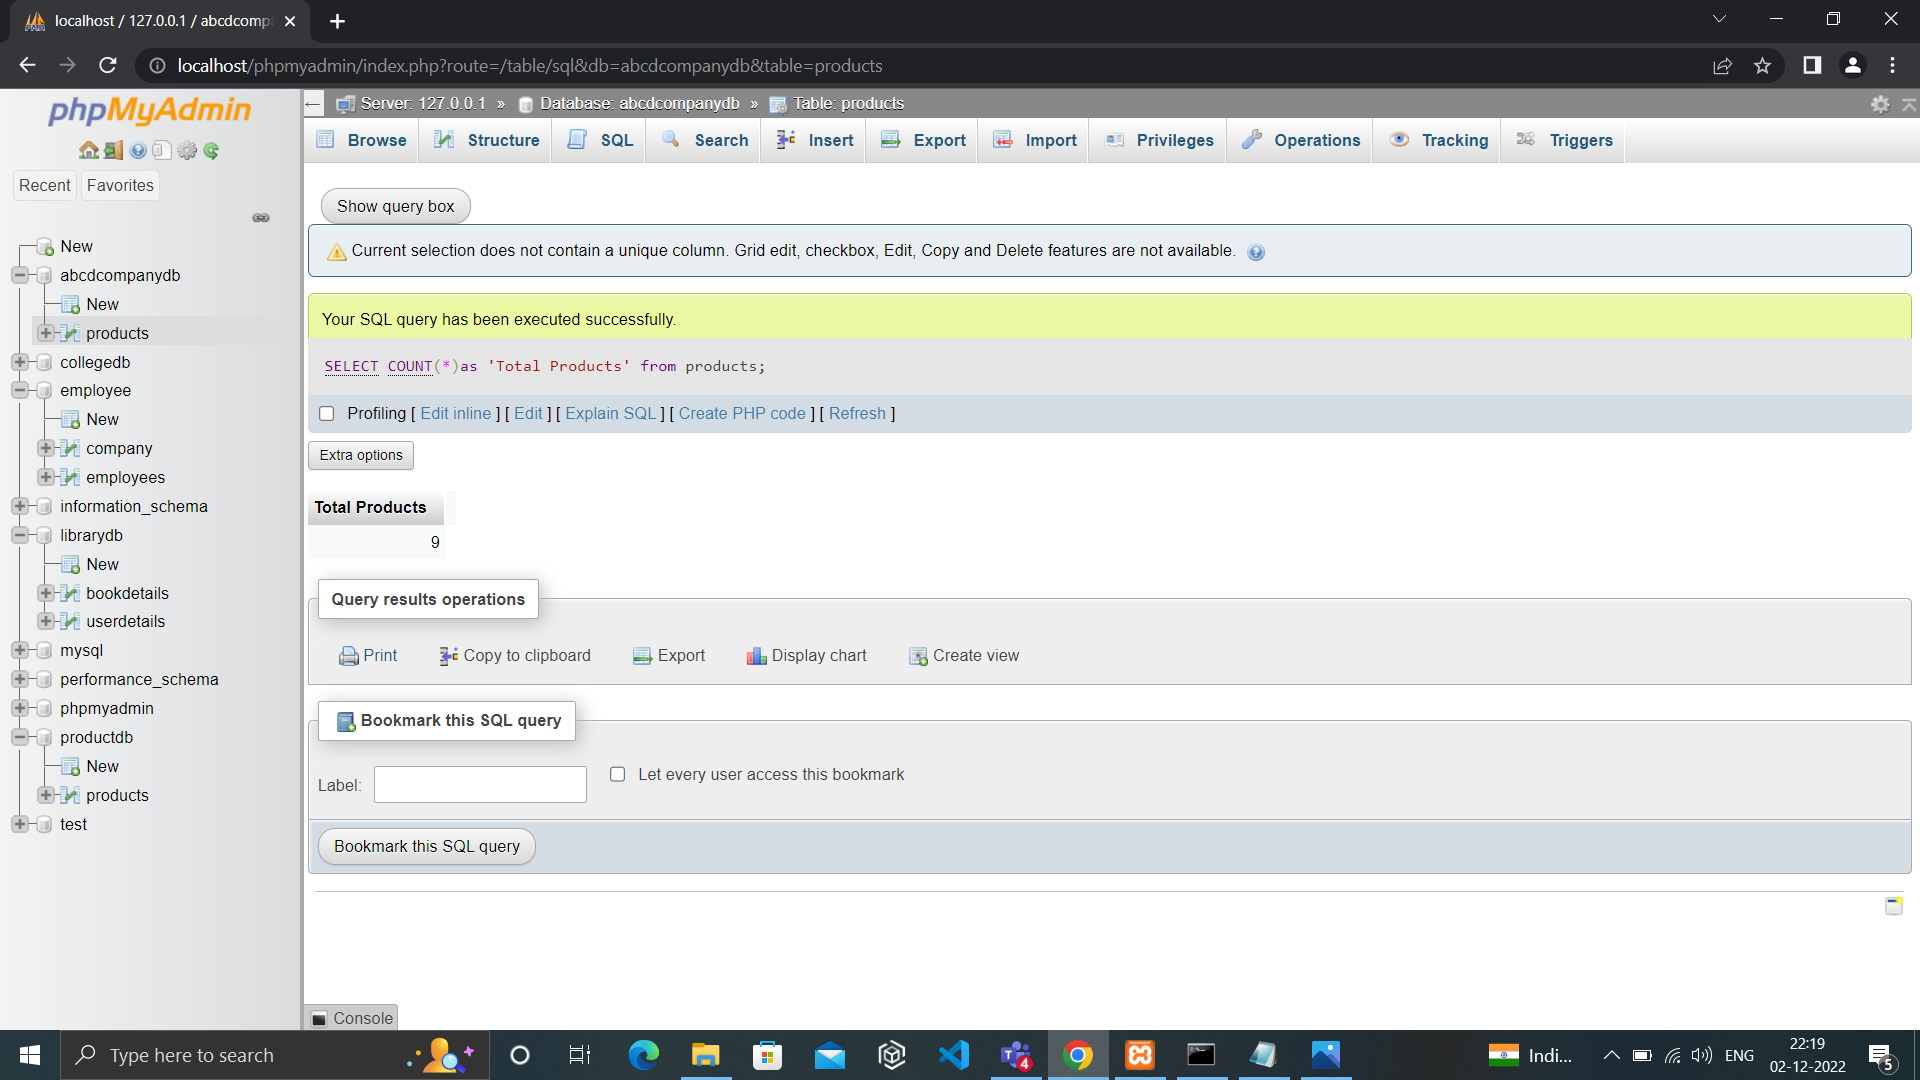 localhost / 127.0.0.1 / abcdcomp
localhost/phpmyadmin/index.php?route=/table/sql&db=abcdcompanydb&table=products
phpMyAdmin
Recent
Favorites
New
abcdcompanydb
New
products
collegedb
employee
New
company
employees
information_schema
librarydb
New
bookdetails
userdetails
mysql
performance_schema
phpmyadmin
productdb
New
products
test
Server: 127.0.0.1 » Database: abcdcompanydb » Table: products
Browse Structure SQL Search Insert Export Import Privileges Operations Tracking Triggers
Show query box
Current selection does not contain a unique column. Grid edit, checkbox, Edit, Copy and Delete features are not available.
Your SQL query has been executed successfully.
SELECT COUNT(*)as 'Total Products' from products;
Profiling [ Edit inline ] [ Edit ] [ Explain SQL ] [ Create PHP code ] [ Refresh ]
Extra options
Total Products
9
Query results operations
Print Copy to clipboard Export Display chart Create view
Bookmark this SQL query
Label:
Let every user access this bookmark
Bookmark this SQL query
Console
Type here to search
4
Indi...
ENG
22:19
02-12-2022
5